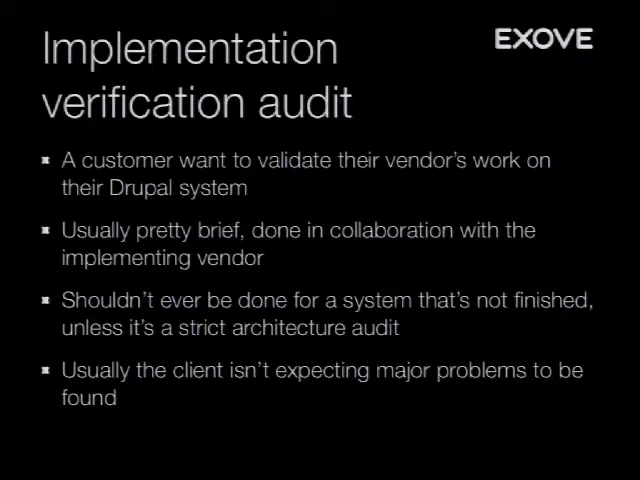 Implementation
verification audit
EXOVE
A customer want to validate their vendor's work on
their Drupal system
Usually pretty brief, done in collaboration with the
implementing vendor
Shouldn't ever be done for a system that's not finished,
unless it's a strict architecture audit
Usually the client isn't expecting major problems to be
found